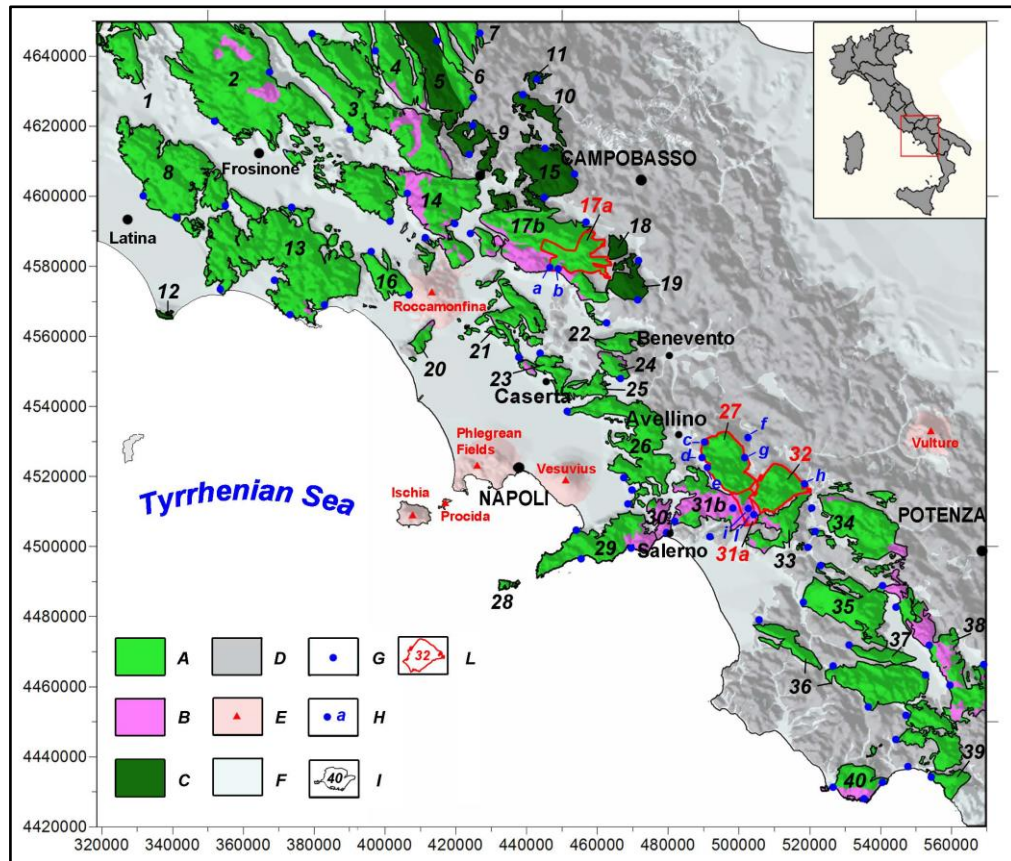 4640000
4620000
4600000
4580000
4560000
4540000
4520000
4500000
4480000
4460000
4440000
4420000
320000
340000
360000
380000
400000
420000
440000
460000
480000
500000
520000
540000
560000
1
2
3
4
5
6
7
8
9
10
11
12
13
14
15
16
17a
17b
18
19
20
21
22
23
24
25
26
27
28
29
30
31b
31a
32
33
34
35
36
37
38
39
40
a
b
c
d
e
f
g
h
i
l
Frosinone
Latina
CAMPOBASSO
Roccamonfina
Benevento
Caserta
Avellino
Phlegrean
Fields
Vesuvius
NAPOLI
Ischia
Procida
Tyrrhenian Sea
Salerno
POTENZA
Vulture
A
D
G
32
L
B
E
a
H
C
F
40
I